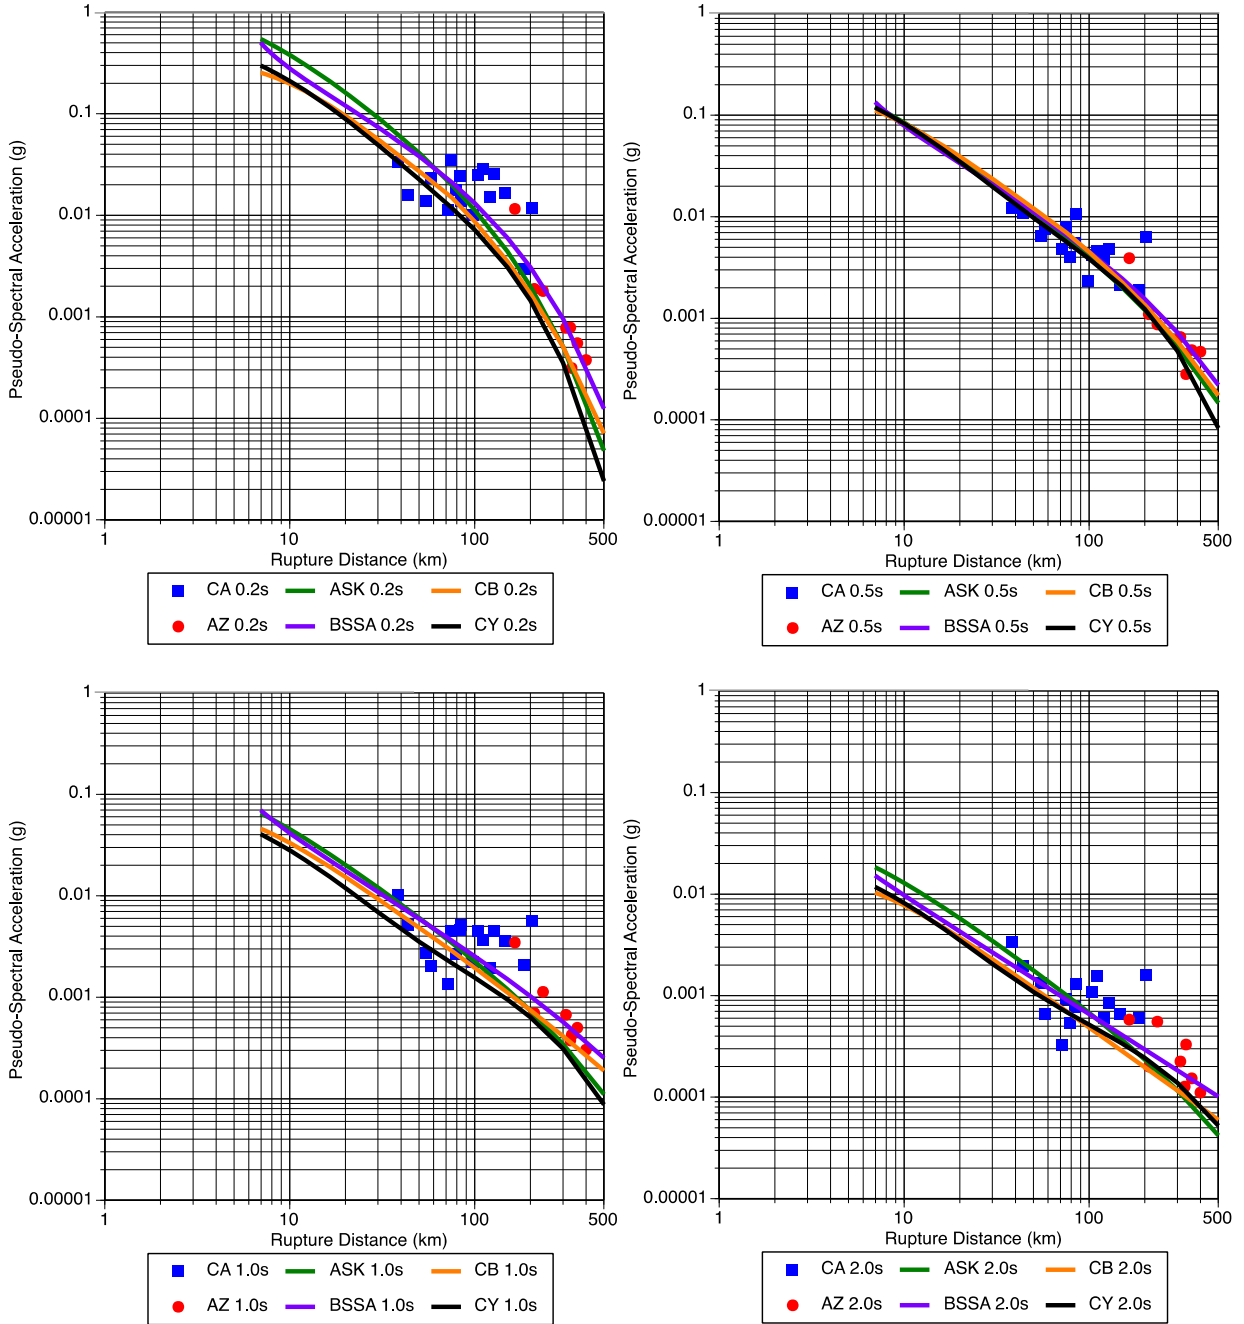 1
0.1
0.01
0.001
0.0001
0.00001
Pseudo-Spectral Acceleration (g)
1 10 100 500
Rupture Distance (km)
CA 0.2s ASK 0.2s CB 0.2s
AZ 0.2s BSSA 0.2s CY 0.2s
1
0.1
0.01
0.001
0.0001
0.00001
Pseudo-Spectral Acceleration (g)
1 10 100 500
Rupture Distance (km)
CA 0.5s ASK 0.5s CB 0.5s
AZ 0.5s BSSA 0.5s CY 0.5s
1
0.1
0.01
0.001
0.0001
0.00001
Pseudo-Spectral Acceleration (g)
1 10 100 500
Rupture Distance (km)
CA 1.0s ASK 1.0s CB 1.0s
AZ 1.0s BSSA 1.0s CY 1.0s
1
0.1
0.01
0.001
0.0001
0.00001
Pseudo-Spectral Acceleration (g)
1 10 100 500
Rupture Distance (km)
CA 2.0s ASK 2.0s CB 2.0s
AZ 2.0s BSSA 2.0s CY 2.0s